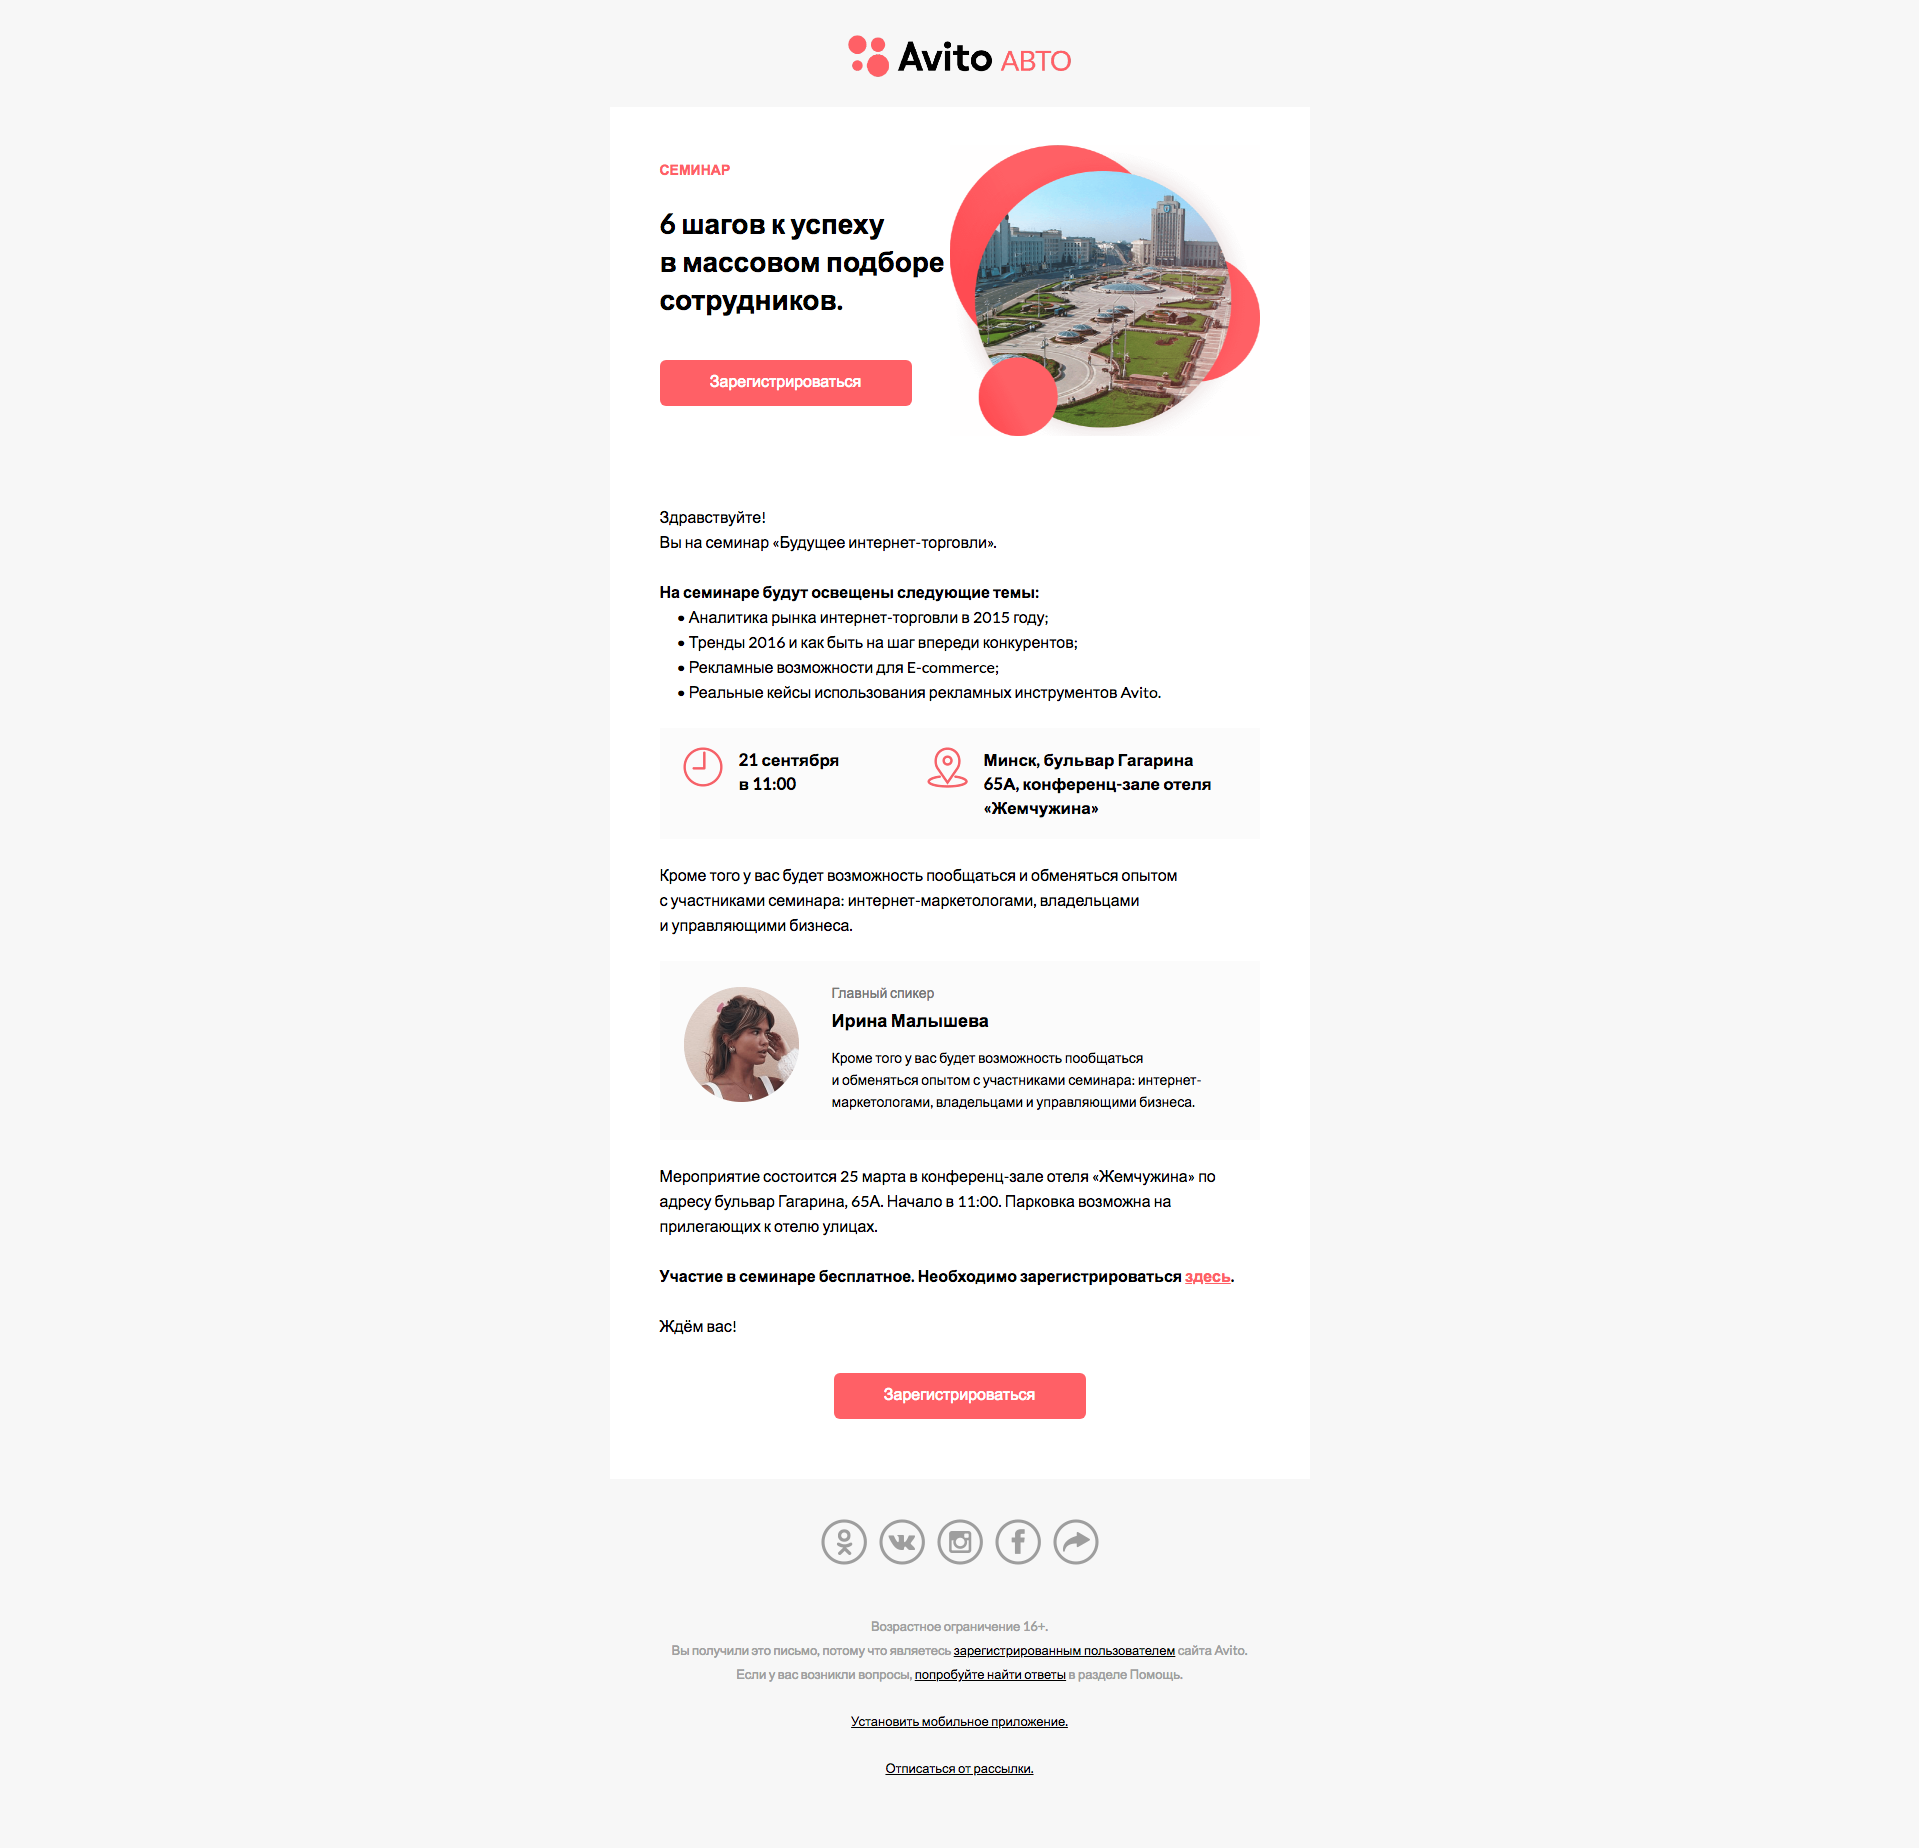 Avito АВТО
СЕМИНАР
6 шагов к успеху
в массовом подборе
сотрудников.
Зарегистрироваться
Здравствуйте!
Вы на семинар «Будущее интернет-торговли».
На семинаре будут освещены следующие темы:
• Аналитика рынка интернет-торговли в 2015 году;
• Тренды 2016 и как быть на шаг впереди конкурентов;
• Рекламные возможности для E-commerce;
• Реальные кейсы использования рекламных инструментов Avito.
21 сентября
в 11:00
Минск, бульвар Гагарина
65А, конференц-зале отеля
«Жемчужина»
Кроме того у вас будет возможность пообщаться и обменяться опытом
с участниками семинара: интернет-маркетологами, владельцами
и управляющими бизнеса.
Главный спикер
Ирина Малышева
Кроме того у вас будет возможность пообщаться
и обменяться опытом с участниками семинара: интернет-
маркетологами, владельцами и управляющими бизнеса.
Мероприятие состоится 25 марта в конференц-зале отеля «Жемчужина» по
адресу бульвар Гагарина, 65А. Начало в 11:00. Парковка возможна на
прилегающих к отелю улицах.
Участие в семинаре бесплатное. Необходимо зарегистрироваться здесь.
Ждём вас!
Зарегистрироваться
Возрастное ограничение 16+.
Вы получили это письмо, потому что являетесь зарегистрированным пользователем сайта Avito.
Если у вас возникли вопросы, попробуйте найти ответы в разделе Помощь.
Установить мобильное приложение.
Отписаться от рассылки.